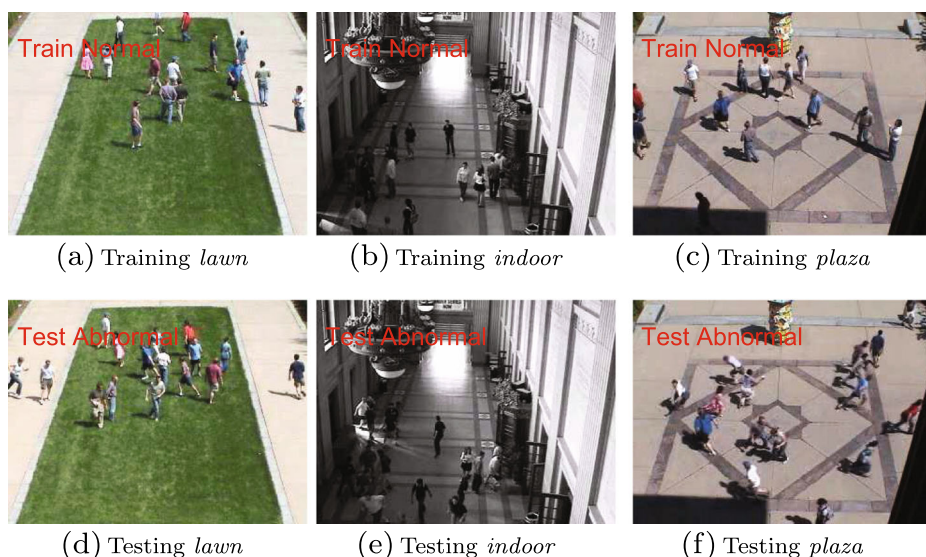 Train Normal
Train Normal
Train Normal
(a) Training lawn
(b) Training indoor
(c) Training plaza
Test Abnormal
Test Abnormal
Test Abnormal
(d) Testing lawn
(e) Testing indoor
(f) Testing plaza